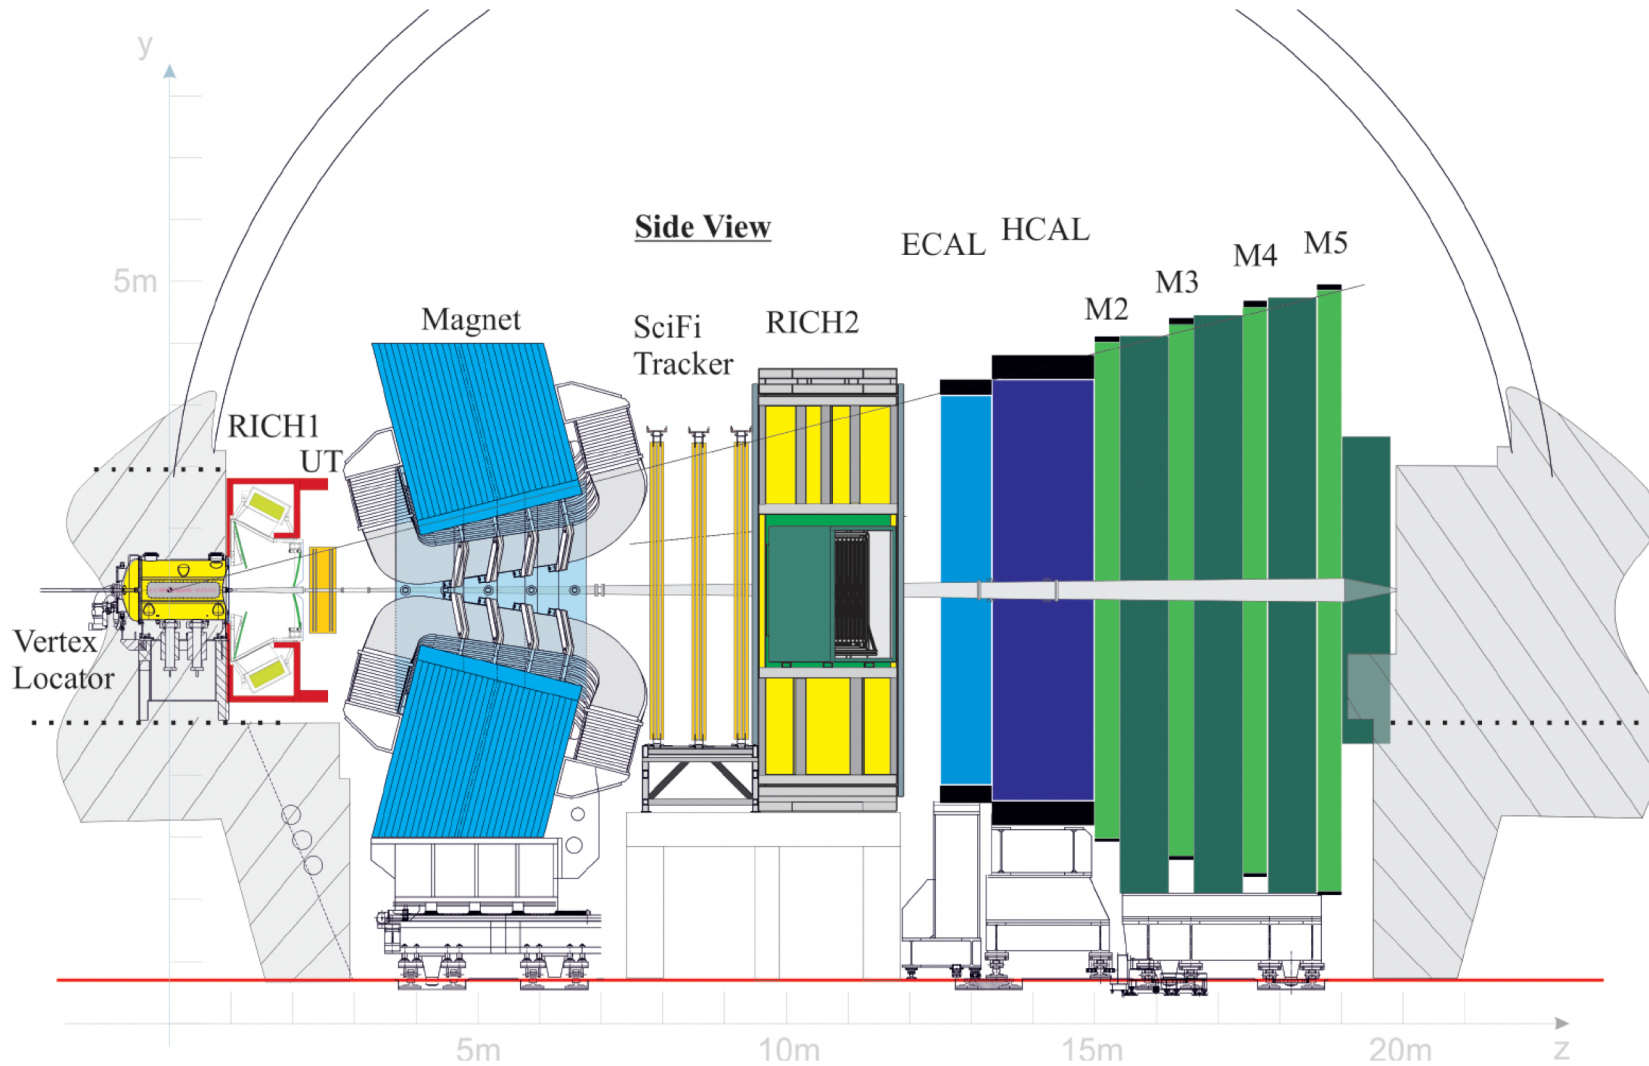 y
Side View
ECAL
HCAL
M2
M3
M4
M5
5m
Magnet
SciFi
Tracker
RICH2
RICH1
UT
Vertex
Locator
5m
10m
15m
20m
z